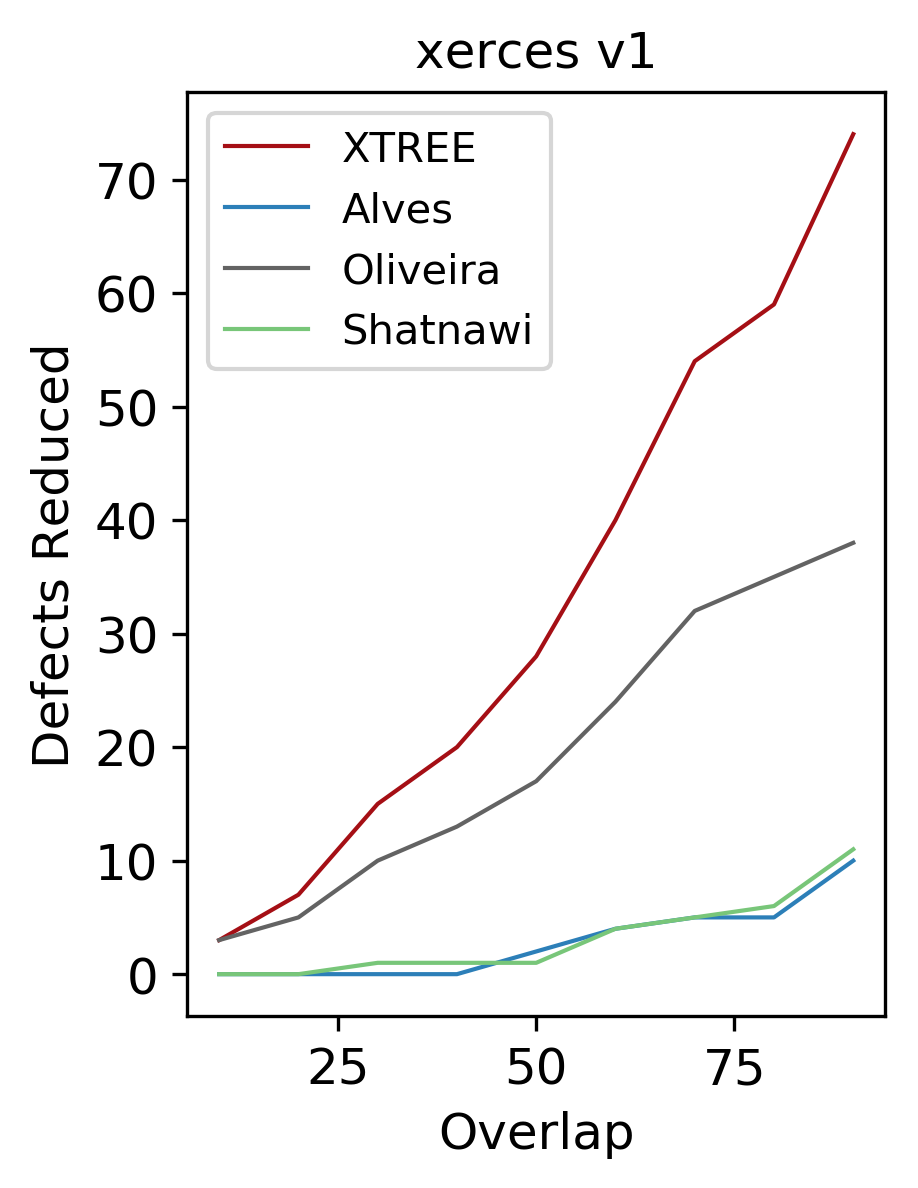 xerces v1
XTREE
Alves
Oliveira
Shatnawi
Defects Reduced
70
60
50
40
30
20
10
0
25 50 75
Overlap